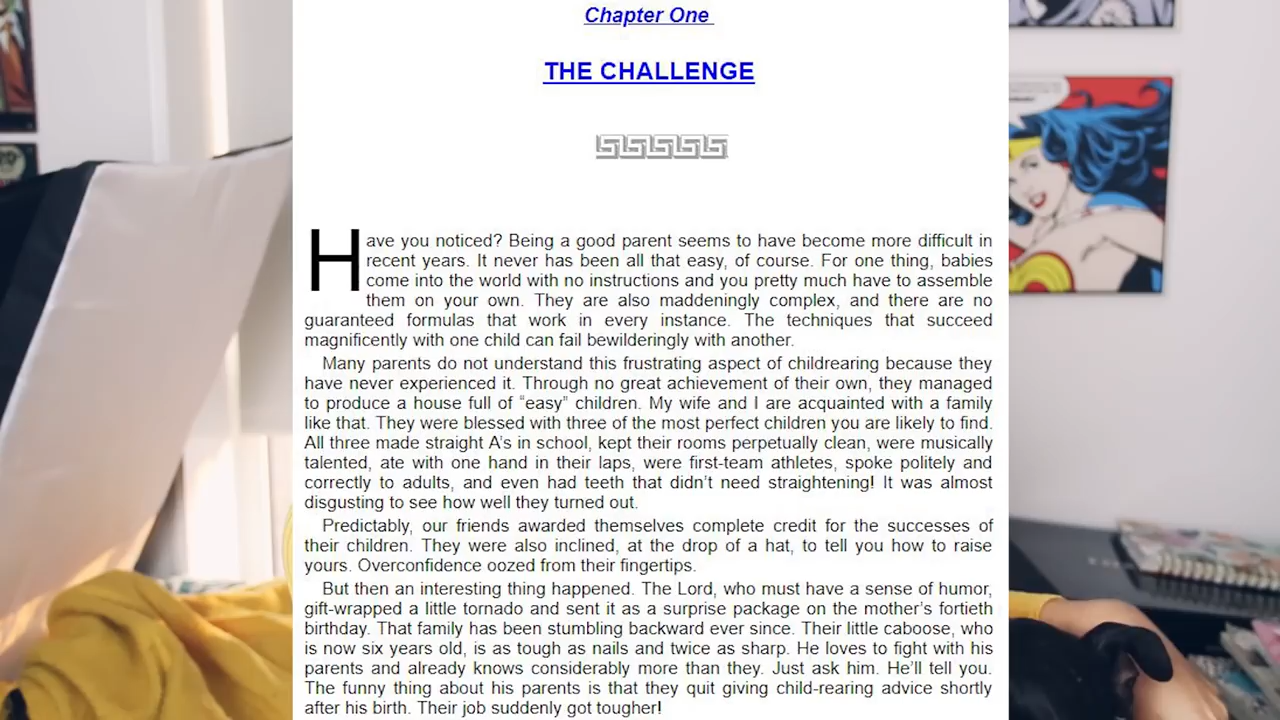 Chapter One
THE CHALLENGE
Have you noticed? Being a good parent seems to have become more difficult in
recent years. It never has been all that easy, of course. For one thing, babies
come into the world with no instructions and you pretty much have to assemble
them on your own. They are also maddeningly complex, and there are no
guaranteed formulas that work in every instance. The techniques that succeed
magnificently with one child can fail bewilderingly with another.
Many parents do not understand this frustrating aspect of childrearing because they
have never experienced it. Through no great achievement of their own, they managed
to produce a house full of “easy” children. My wife and I are acquainted with a family
like that. They were blessed with three of the most perfect children you are likely to find.
All three made straight A’s in school, kept their rooms perpetually clean, were musically
talented, ate with one hand in their laps, were first-team athletes, spoke politely and
correctly to adults, and even had teeth that didn’t need straightening! It was almost
disgusting to see how well they turned out.
Predictably, our friends awarded themselves complete credit for the successes of
their children. They were also inclined, at the drop of a hat, to tell you how to raise
yours. Overconfidence oozed from their fingertips.
But then an interesting thing happened. The Lord, who must have a sense of humor,
gift-wrapped a little tornado and sent it as a surprise package on the mother’s fortieth
birthday. That family has been stumbling backward ever since. Their little caboose, who
is now six years old, is as tough as nails and twice as sharp. He loves to fight with his
parents and already knows considerably more than they. Just ask him. He’ll tell you.
The funny thing about his parents is that they quit giving child-rearing advice shortly
after his birth. Their job suddenly got tougher!